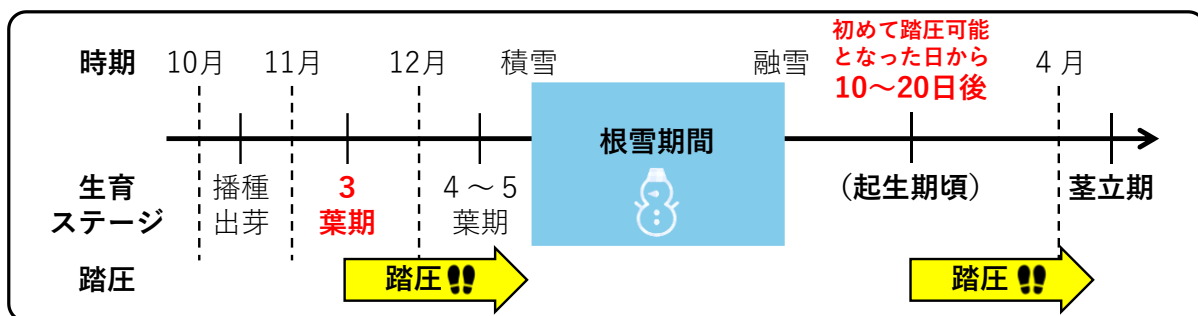 初めて踏圧可能
となった日から
10～20日後
時期 10月 11月 12月 積雪 融雪 4月
根雪期間
生育
ステージ
播種
出芽
3
葉期
4～5
葉期
(起生期頃)
茎立期
踏圧 踏圧 踏圧